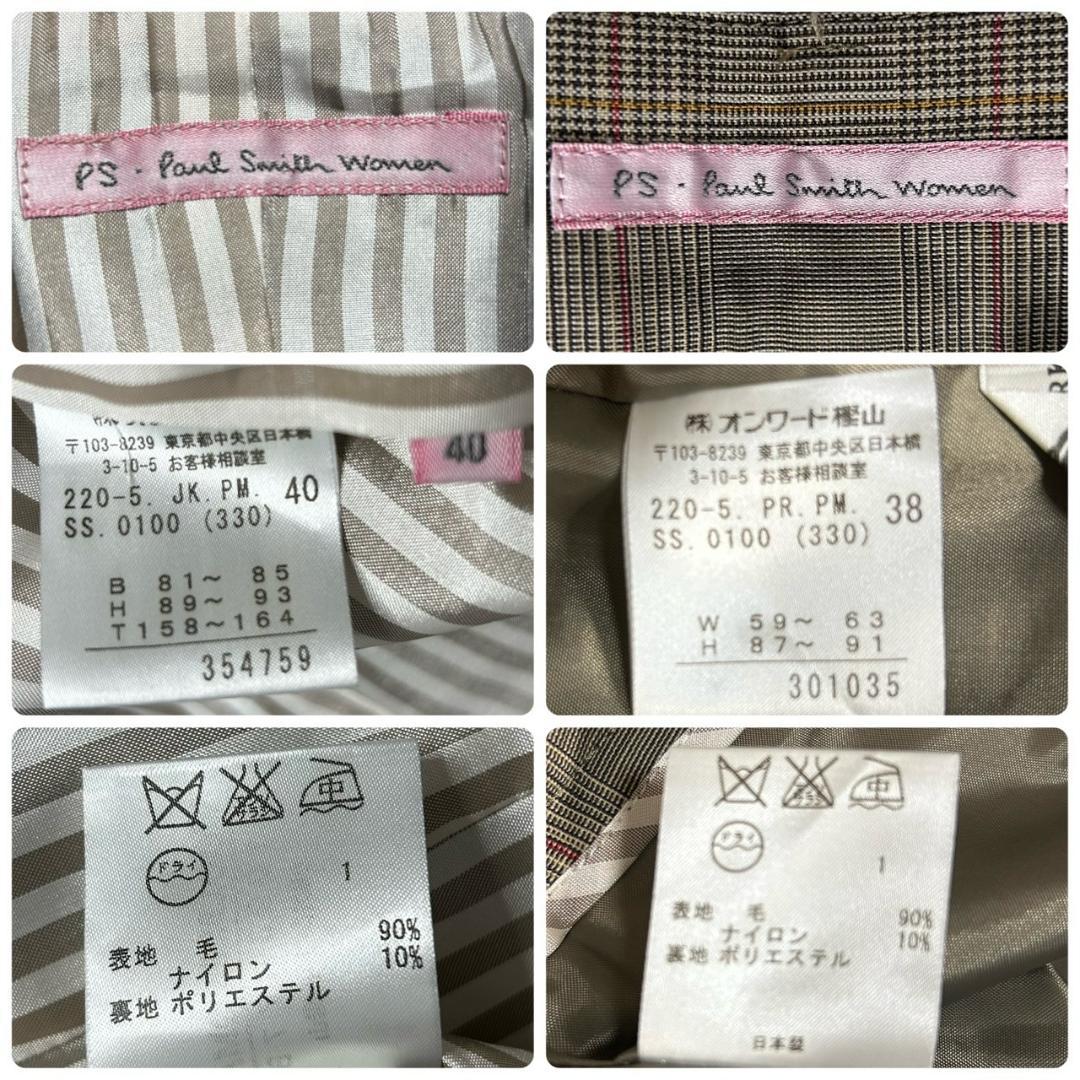 PS · Paul Smith Women
PS · Paul Smith Women
〒103-8239 東京都中央区日本橋
3-10-5 お客様相談室
220-5. JK.PM. 40
SS. 0100 (330)
B 81～ 85
H 89～ 93
T158～164
354759
40
㈱オンワード樫山
〒103-8239 東京都中央区日本橋
3-10-5 お客様相談室
220-5. PR.PM. 38
SS. 0100 (330)
W 59～ 63
H 87～ 91
301035
中
ドライ
1
表地 毛 90%
ナイロン 10%
裏地 ポリエステル
中
ドライ
1
表地 毛 90%
ナイロン 10%
裏地 ポリエステル
日本製